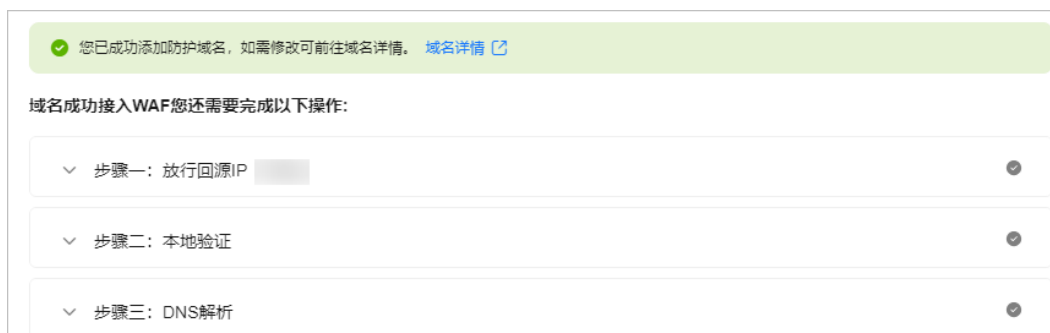 您已成功添加防护域名，如需修改可前往域名详情。 域名详情
域名成功接入WAF您还需要完成以下操作：
步骤一：放行回源IP
步骤二：本地验证
步骤三：DNS解析